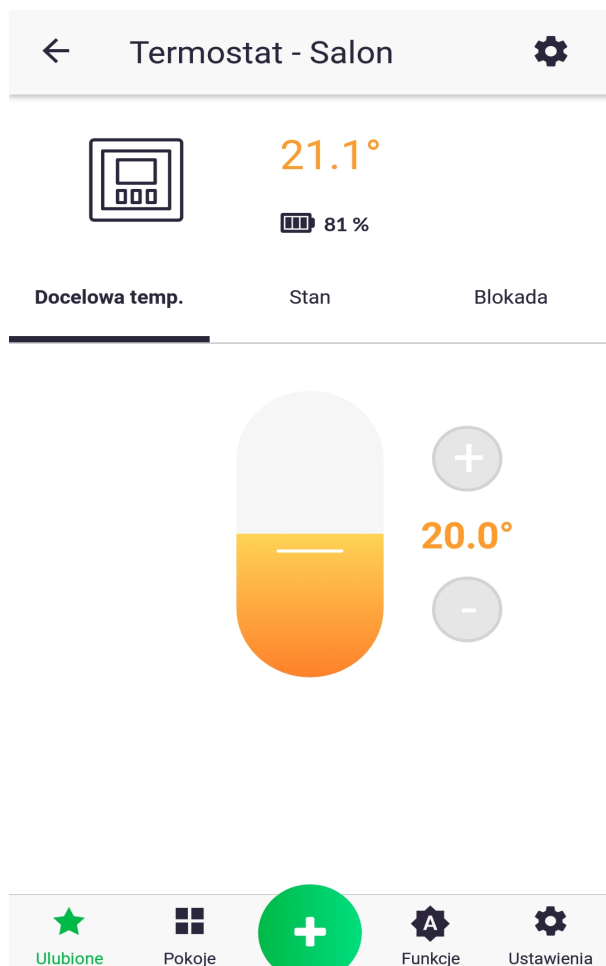 Termostat - Salon
21.1°
81 %
Docelowa temp. Stan Blokada
+
20.0°
-
A
Ulubione Pokoje Funkcje Ustawienia